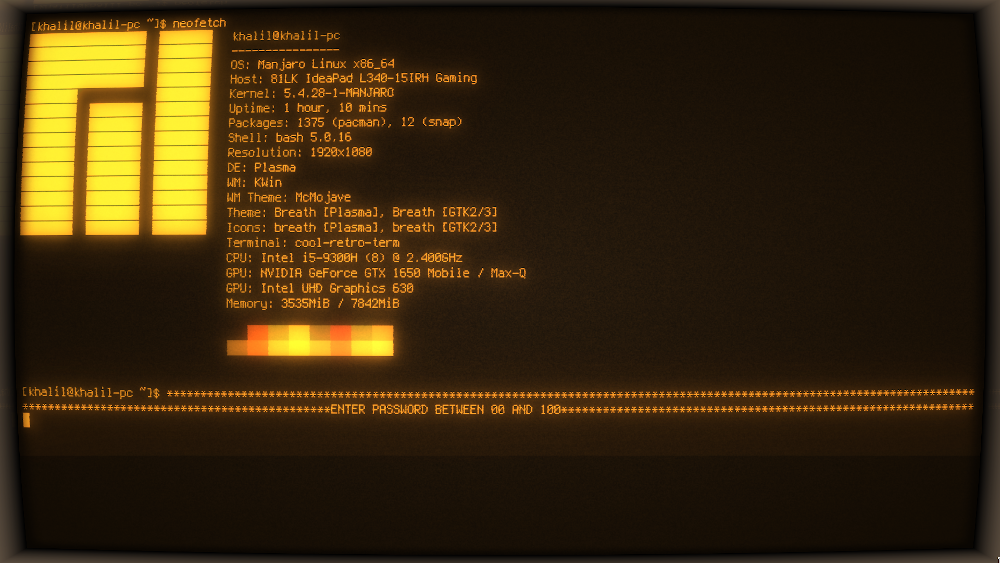 [khalil@khalil-pc ~]$ neofetch
khalil@khalil-pc
----------------
OS: Manjaro Linux x86_64
Host: 81LK IdeaPad L340-15IRH Gaming
Kernel: 5.4.28-1-MANJARO
Uptime: 1 hour, 10 mins
Packages: 1375 (pacman), 12 (snap)
Shell: bash 5.0.16
Resolution: 1920x1080
DE: Plasma
WM: KWin
WM Theme: McMojave
Theme: Breath [Plasma], Breath [GTK2/3]
Icons: breath [Plasma], breath [GTK2/3]
Terminal: cool-retro-term
CPU: Intel i5-9300H (8) @ 2.400GHz
GPU: NVIDIA GeForce GTX 1650 Mobile / Max-Q
GPU: Intel UHD Graphics 630
Memory: 3535MiB / 7842MiB
[khalil@khalil-pc ~]$ ************************************************************************************************************************
**********************************************ENTER PASSWORD BETWEEN 00 AND 100*************************************************************